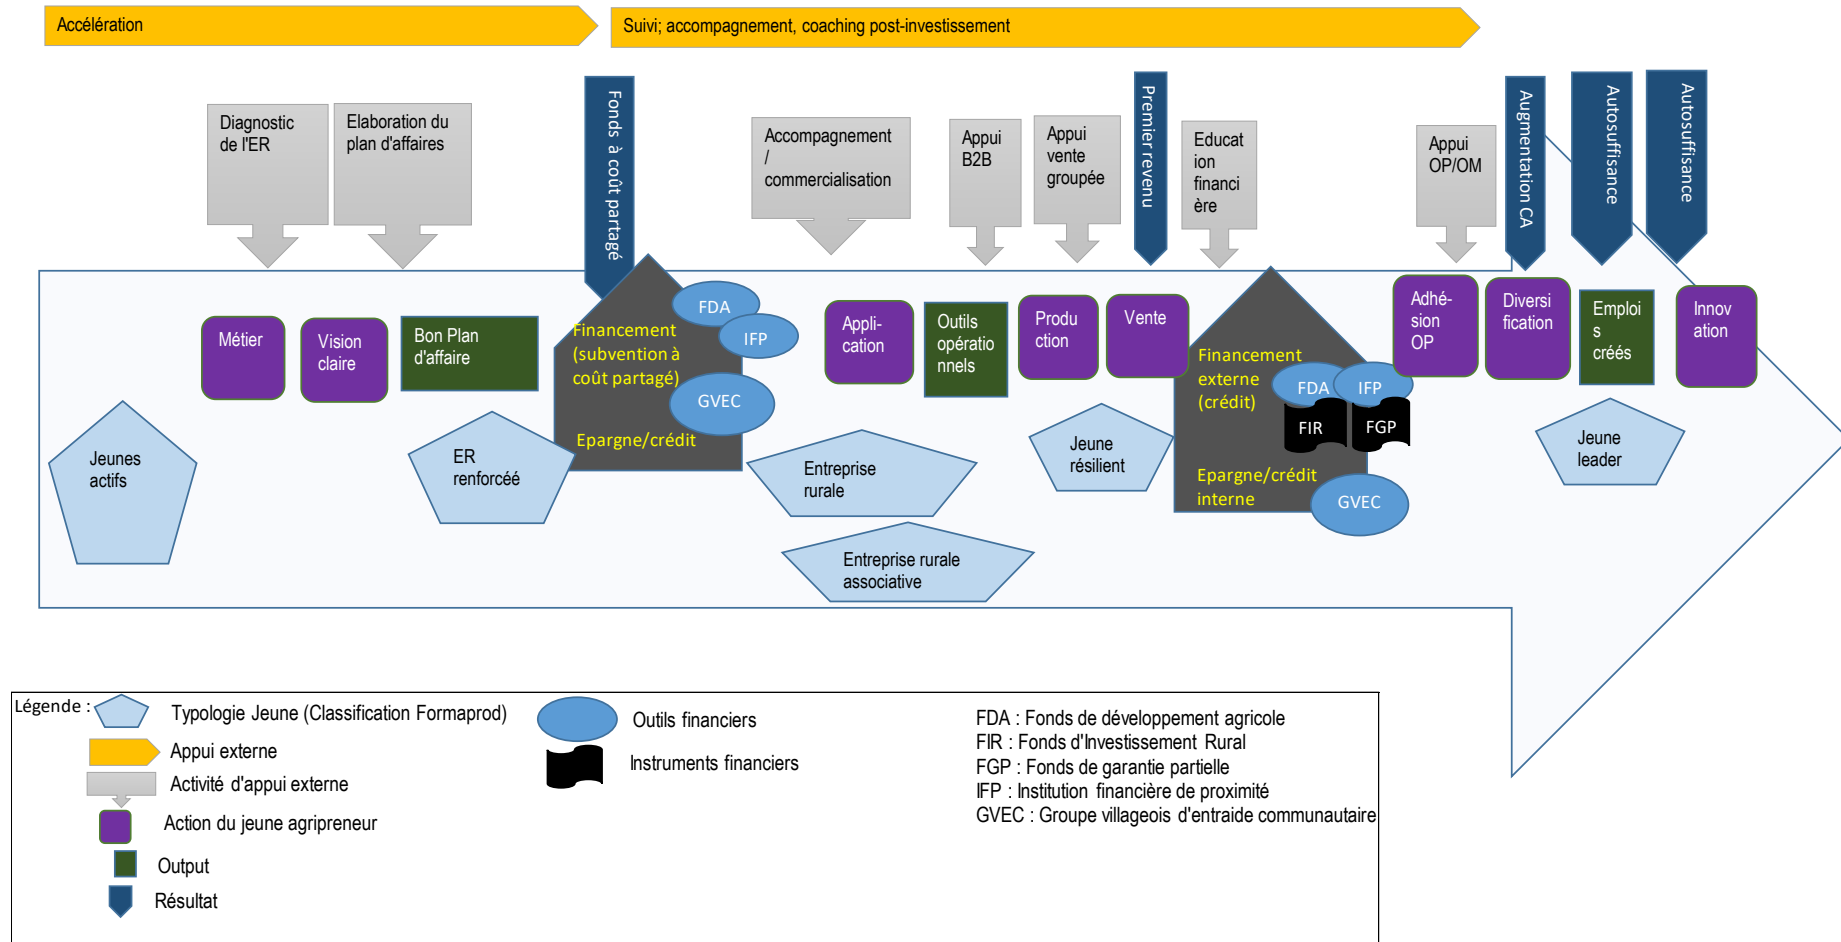 Accélération
Suivi; accompagnement, coaching post-investissement
Diagnostic
de l'ER
Elaboration du
plan d'affaires
Fonds à coût partagé
Accompagnement
/
commercialisation
Appui
B2B
Appui
vente
groupée
Premier revenu
Educat
ion
financi
ère
Appui
OP/OM
Augmentation CA
Autosuffisance
Autosuffisance
Métier
Vision
claire
Bon Plan
d'affaire
Financement
(subvention à
coût partagé)
FDA
IFP
GVEC
Epargne/crédit
Appli-
cation
Outils
opératio
nnels
Produ
ction
Vente
Financement
externe
(crédit)
FDA
IFP
FIR
FGP
Epargne/crédit
interne
GVEC
Adhé-
sion
OP
Diversi
fication
Emploi
s
créés
Innov
ation
Jeunes
actifs
ER
renforcéé
Entreprise
rurale
Entreprise rurale
associative
Jeune
résilient
Jeune
leader
Légende :
Typologie Jeune (Classification Formaprod)
Appui externe
Activité d'appui externe
Action du jeune agripreneur
Output
Résultat
Outils financiers
Instruments financiers
FDA : Fonds de développement agricole
FIR : Fonds d'Investissement Rural
FGP : Fonds de garantie partielle
IFP : Institution financière de proximité
GVEC : Groupe villageois d'entraide communautaire